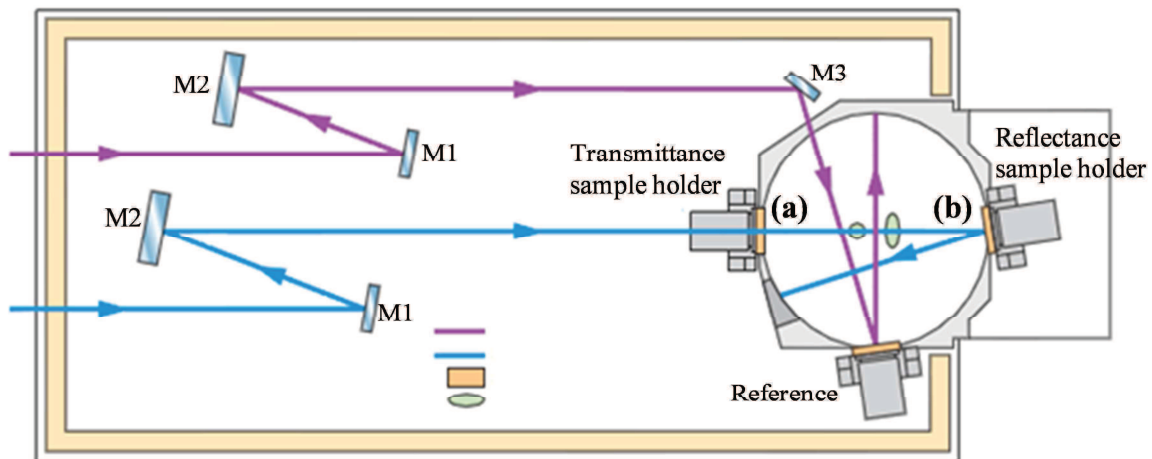 M2
M3
M1
Transmittance
sample holder
Reflectance
sample holder
M2
(a)
(b)
M1
Reference